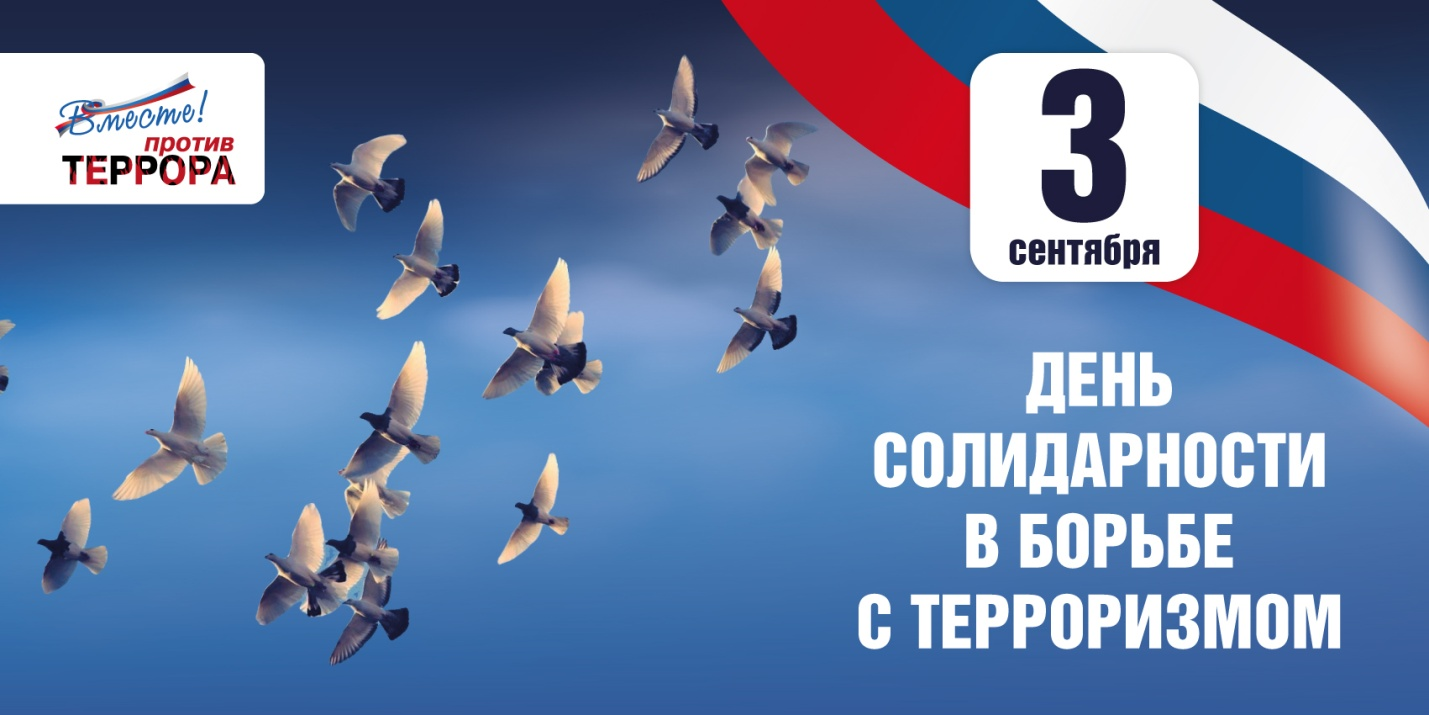 Вместе!
против
ТЕРРОРА
3
сентября
ДЕНЬ
СОЛИДАРНОСТИ
В БОРЬБЕ
С ТЕРРОРИЗМОМ